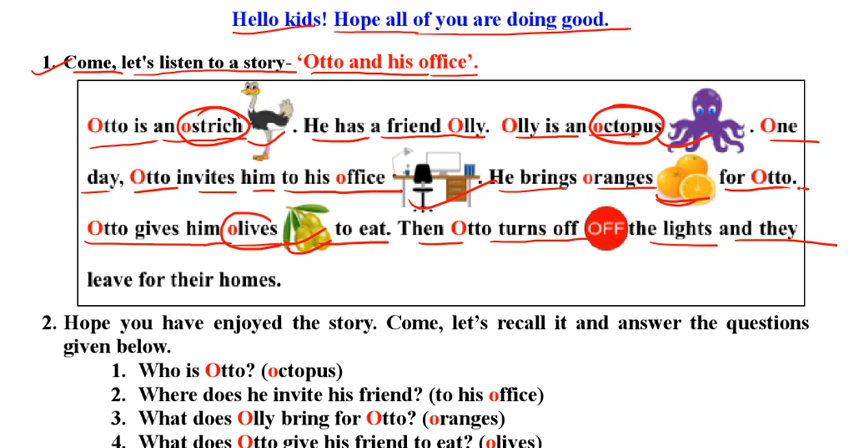 Hello kids! Hope all of you are doing good.
1. Come, let's listen to a story- ‘Otto and his office’.
Otto is an ostrich . He has a friend Olly. Olly is an octopus . One
day, Otto invites him to his office . He brings oranges for Otto.
Otto gives him olives to eat. Then Otto turns off OFF the lights and they
leave for their homes.
2. Hope you have enjoyed the story. Come, let’s recall it and answer the questions
given below.
1. Who is Otto? (octopus)
2. Where does he invite his friend? (to his office)
3. What does Olly bring for Otto? (oranges)
4. What does Otto give his friend to eat? (olives)